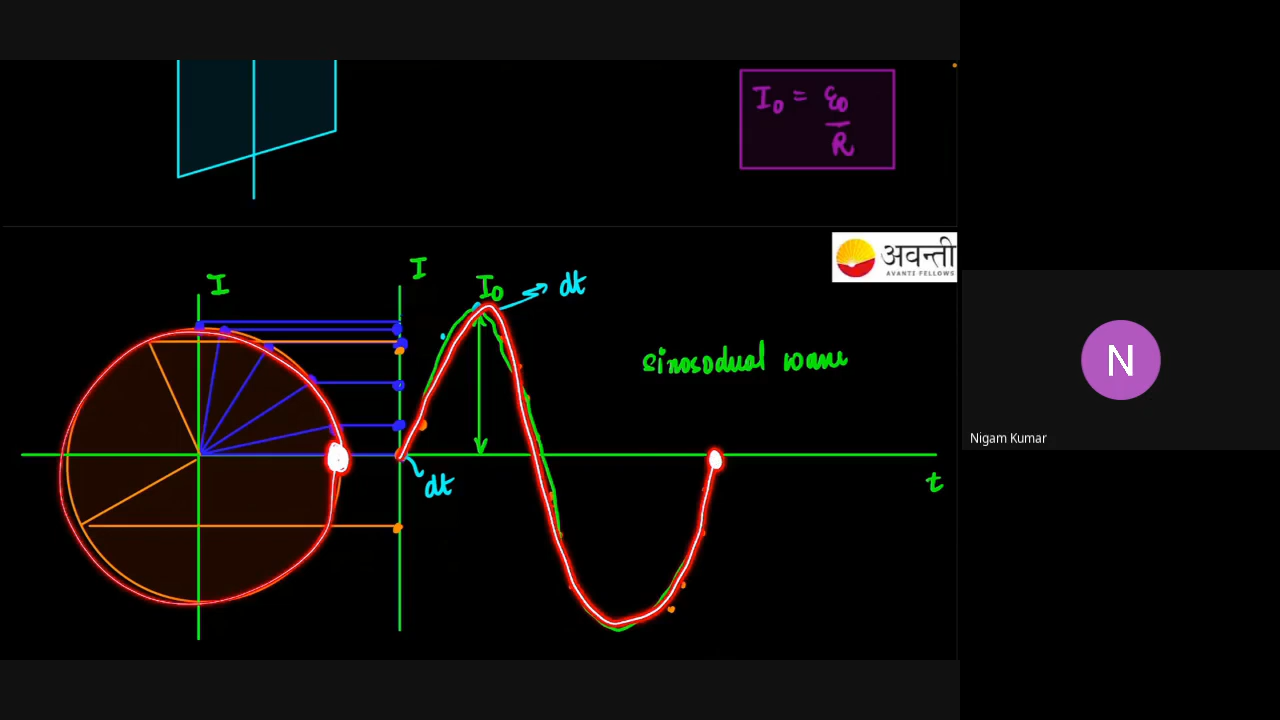 I₀ = ε₀
R
अवन्ती
AVANTI FELLOWS
I
I
I₀
dt
sinosodual wave
dt
t
N
Nigam Kumar